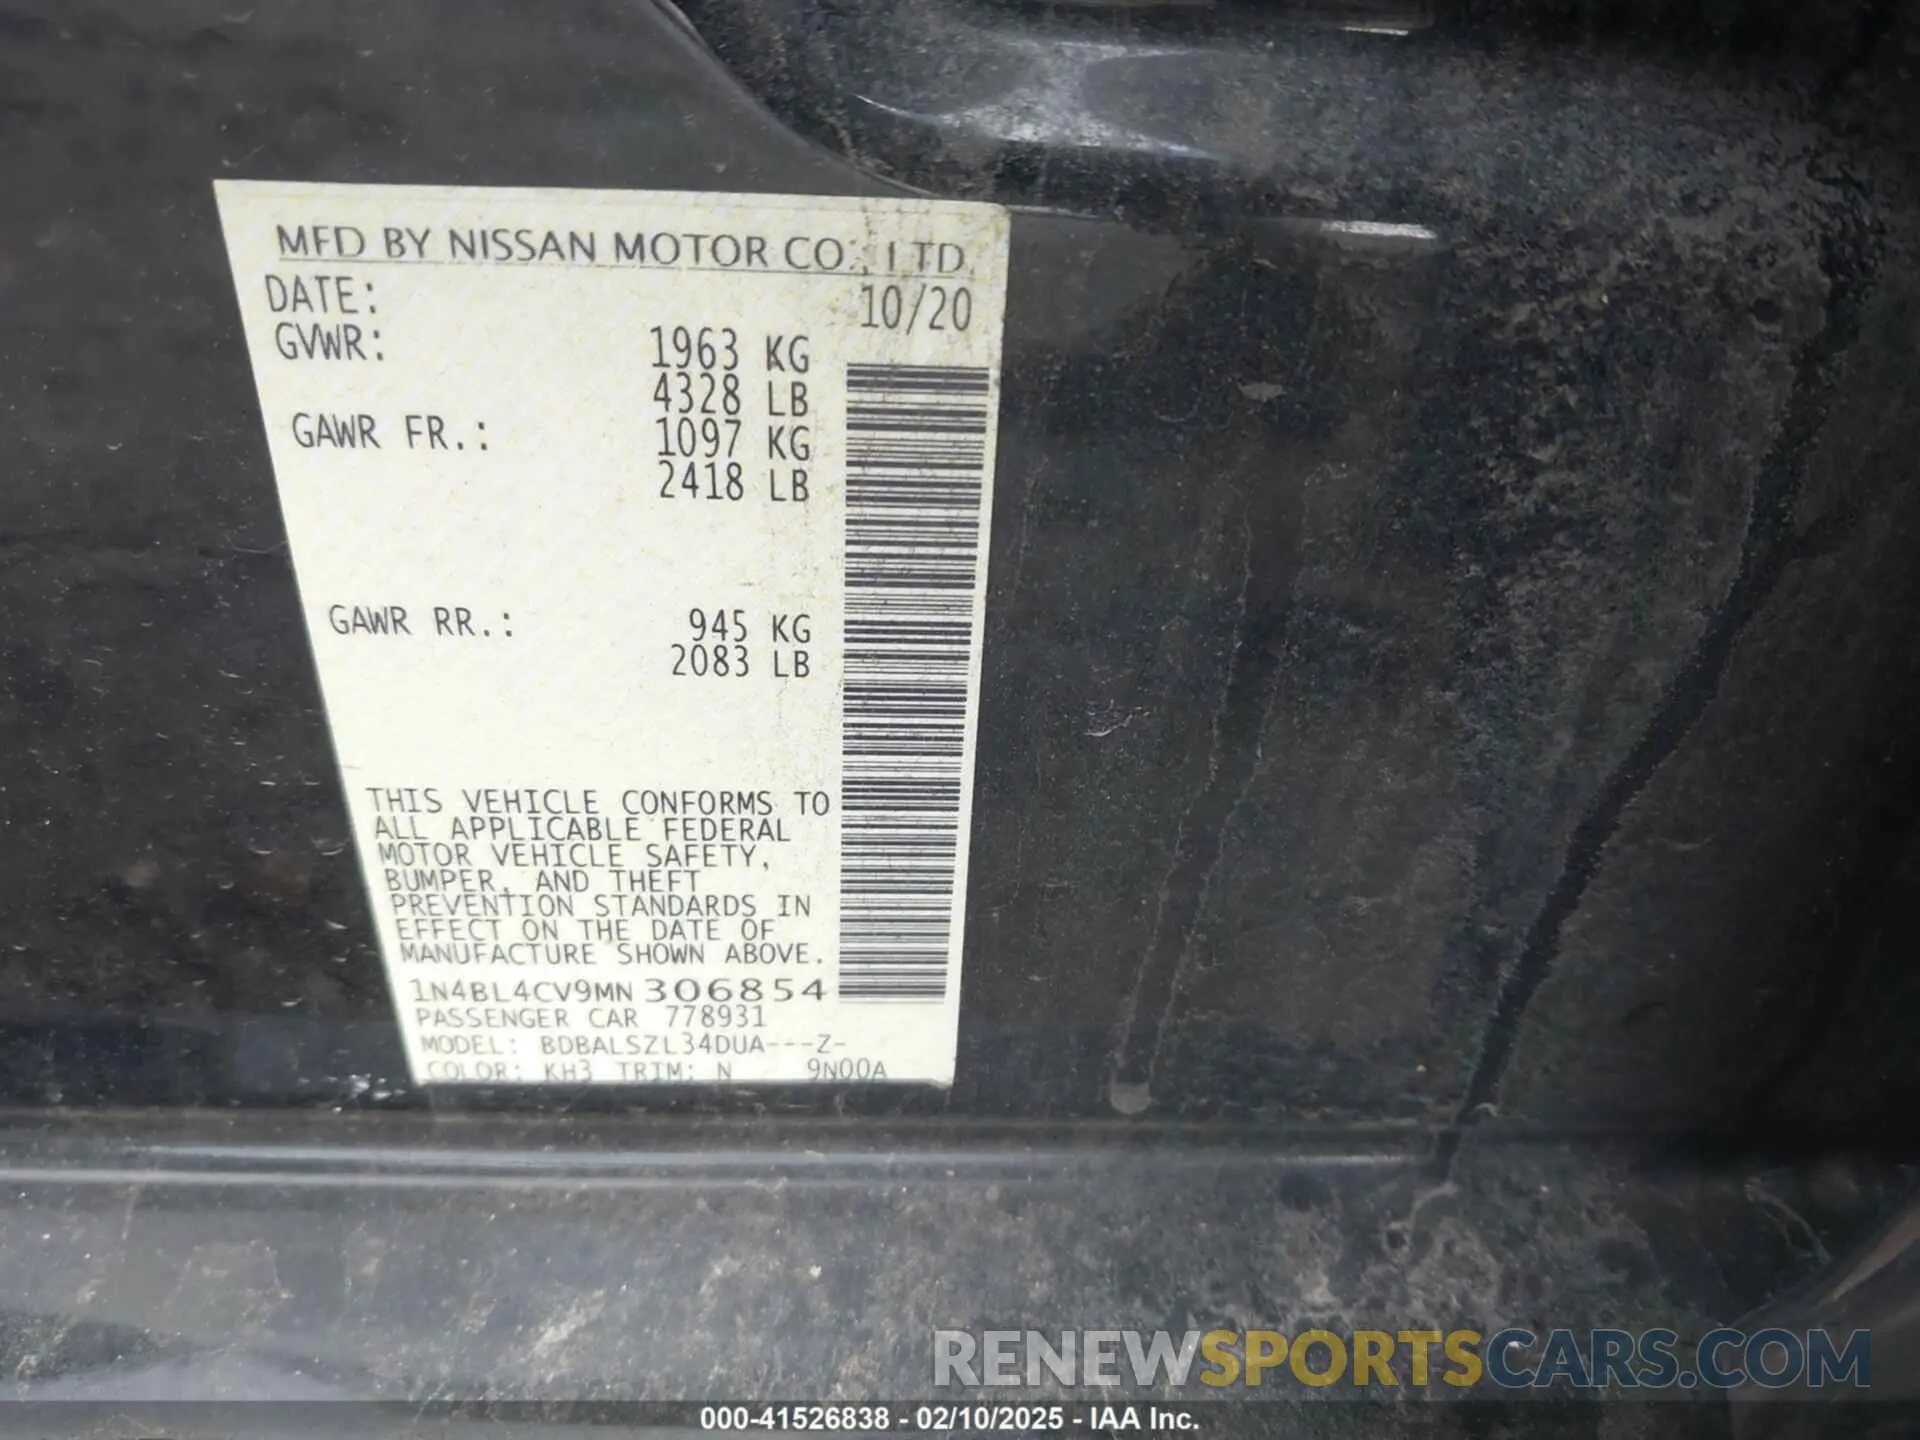 MFD BY NISSAN MOTOR CO., LTD.
DATE: 10/20
GVWR: 1963 KG
4328 LB
GAWR FR.: 1097 KG
2418 LB
GAWR RR.: 945 KG
2083 LB
THIS VEHICLE CONFORMS TO
ALL APPLICABLE FEDERAL
MOTOR VEHICLE SAFETY,
BUMPER, AND THEFT
PREVENTION STANDARDS IN
EFFECT ON THE DATE OF
MANUFACTURE SHOWN ABOVE.
1N4BL4CV9MN306854
PASSENGER CAR 778931
MODEL: BDBALSZL34DUA---Z-
COLOR: KH3 TRIM: N 9N00A
RENEWSPORTSCARS.COM
000-41526838 - 02/10/2025 - IAA Inc.